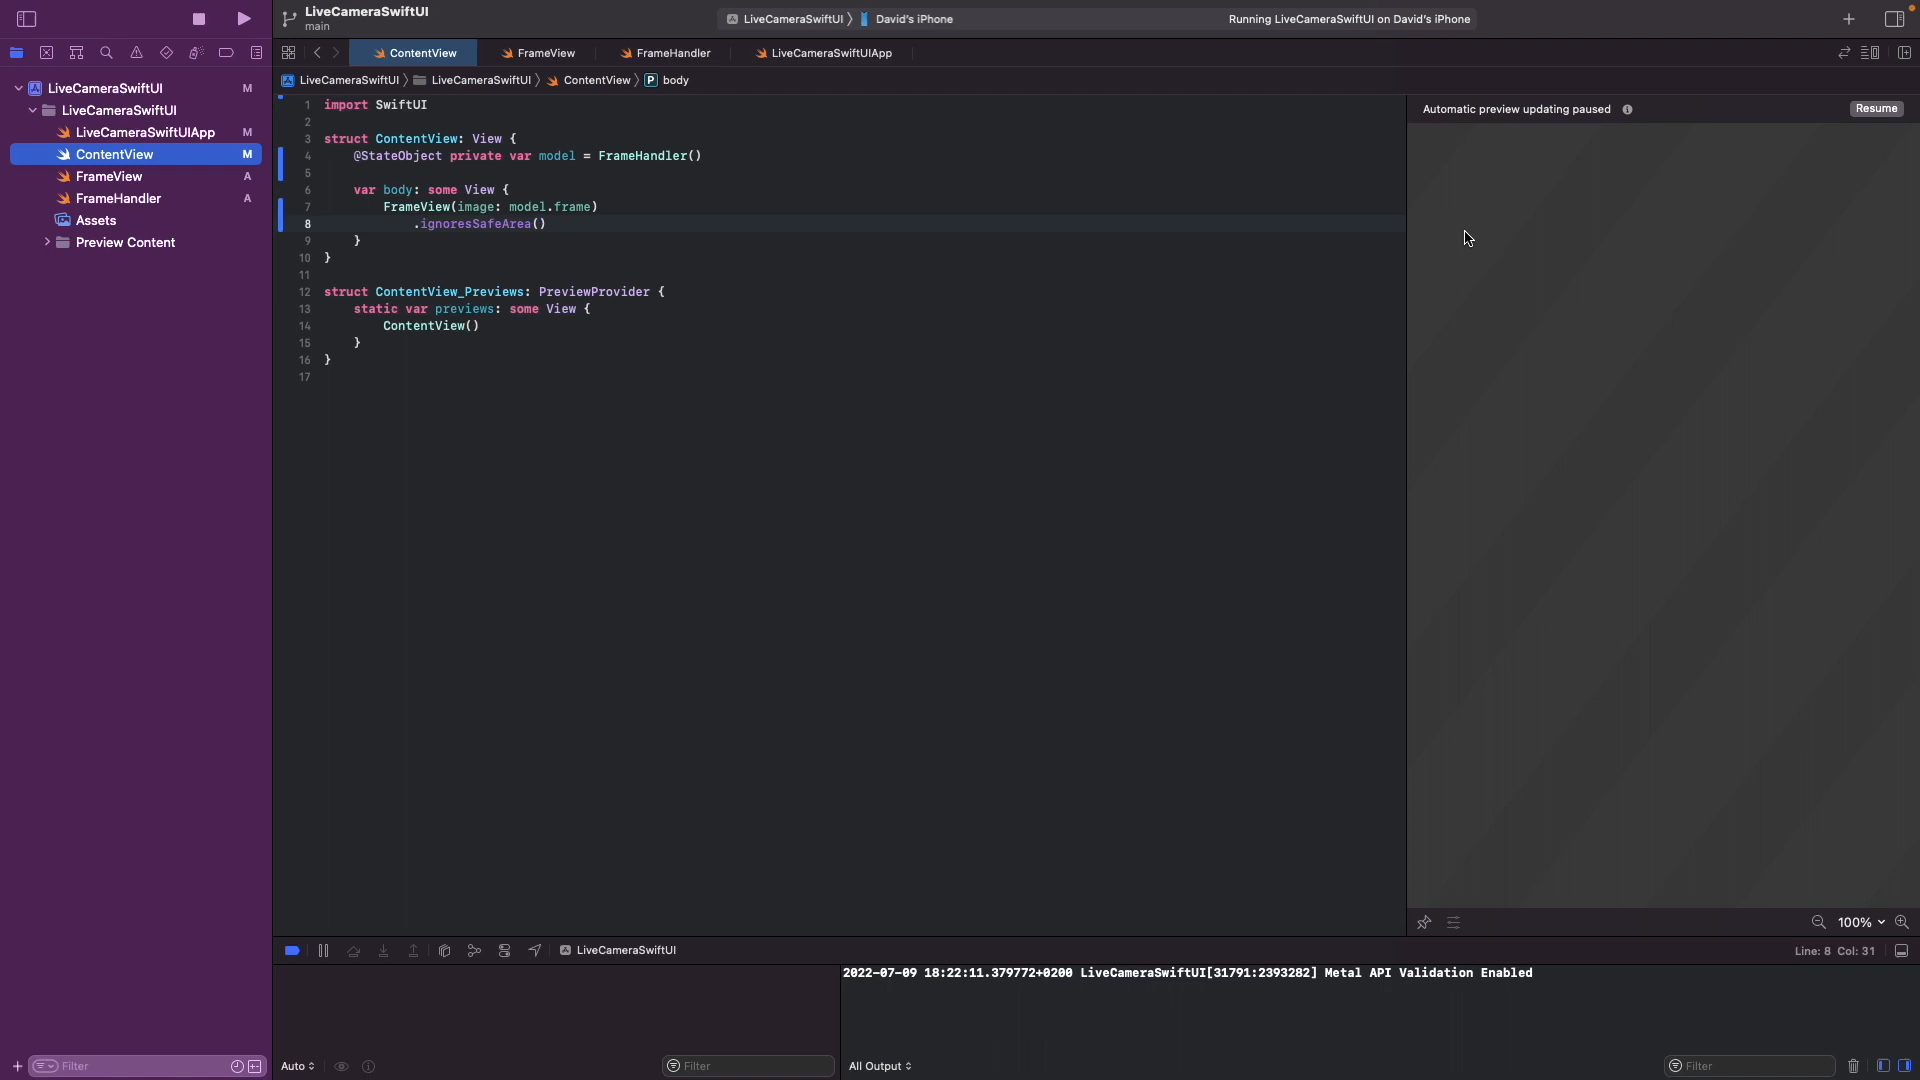 LiveCameraSwiftUI
main
LiveCameraSwiftUI 〉 David's iPhone
Running LiveCameraSwiftUI on David's iPhone
ContentView
FrameView
FrameHandler
LiveCameraSwiftUIApp
LiveCameraSwiftUI 〉 LiveCameraSwiftUI 〉 ContentView 〉 P body
LiveCameraSwiftUI M
LiveCameraSwiftUI
LiveCameraSwiftUIApp M
ContentView M
FrameView A
FrameHandler A
Assets
Preview Content
1 import SwiftUI
2
3 struct ContentView: View {
4 @StateObject private var model = FrameHandler()
5
6 var body: some View {
7 FrameView(image: model.frame)
8 .ignoresSafeArea()
9 }
10 }
11
12 struct ContentView_Previews: PreviewProvider {
13 static var previews: some View {
14 ContentView()
15 }
16 }
17
Automatic preview updating paused
Resume
100%
LiveCameraSwiftUI
Line: 8 Col: 31
2022-07-09 18:22:11.379772+0200 LiveCameraSwiftUI[31791:2393282] Metal API Validation Enabled
Filter
Auto
Filter
All Output
Filter